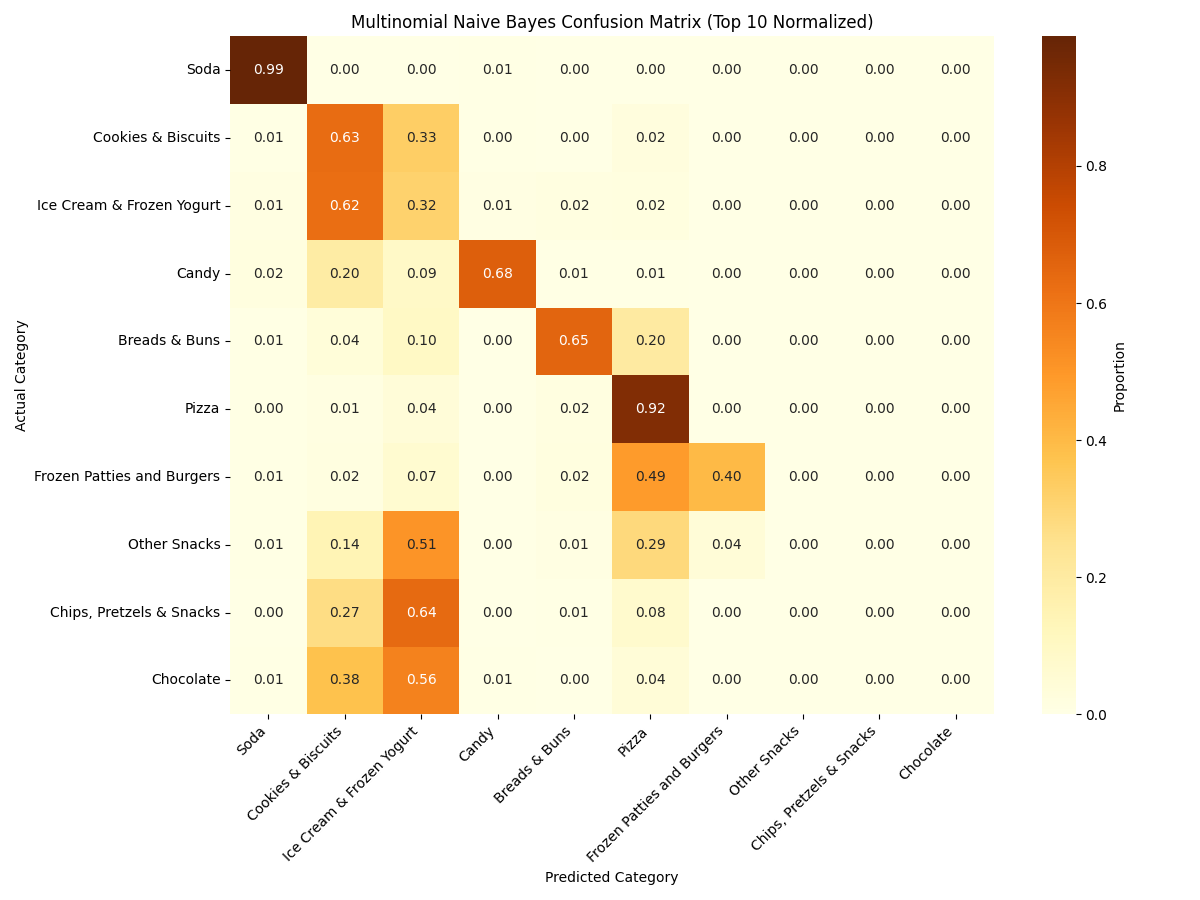 Multinomial Naive Bayes Confusion Matrix (Top 10 Normalized)
Soda 0.99 0.00 0.00 0.01 0.00 0.00 0.00 0.00 0.00 0.00
Cookies & Biscuits 0.01 0.63 0.33 0.00 0.00 0.02 0.00 0.00 0.00 0.00
Ice Cream & Frozen Yogurt 0.01 0.62 0.32 0.01 0.02 0.02 0.00 0.00 0.00 0.00
Candy 0.02 0.20 0.09 0.68 0.01 0.01 0.00 0.00 0.00 0.00
Breads & Buns 0.01 0.04 0.10 0.00 0.65 0.20 0.00 0.00 0.00 0.00
Pizza 0.00 0.01 0.04 0.00 0.02 0.92 0.00 0.00 0.00 0.00
Frozen Patties and Burgers 0.01 0.02 0.07 0.00 0.02 0.49 0.40 0.00 0.00 0.00
Other Snacks 0.01 0.14 0.51 0.00 0.01 0.29 0.04 0.00 0.00 0.00
Chips, Pretzels & Snacks 0.00 0.27 0.64 0.00 0.01 0.08 0.00 0.00 0.00 0.00
Chocolate 0.01 0.38 0.56 0.01 0.00 0.04 0.00 0.00 0.00 0.00
Actual Category
Soda
Cookies & Biscuits
Ice Cream & Frozen Yogurt
Candy
Breads & Buns
Pizza
Frozen Patties and Burgers
Other Snacks
Chips, Pretzels & Snacks
Chocolate
Predicted Category
0.8
0.6
0.4
0.2
0.0
Proportion